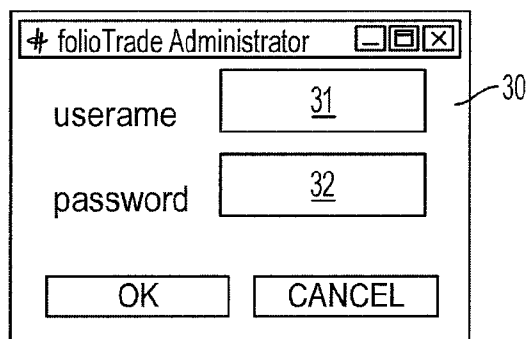 folioTrade Administrator
userame 31
30
password 32
OK CANCEL